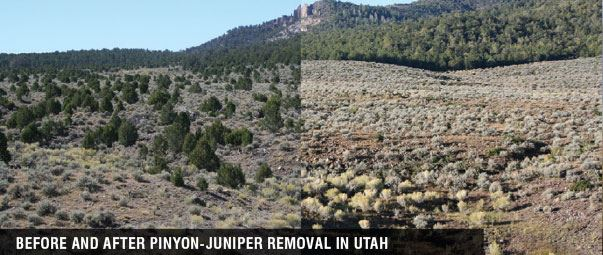 BEFORE AND AFTER PINYON-JUNIPER REMOVAL IN UTAH